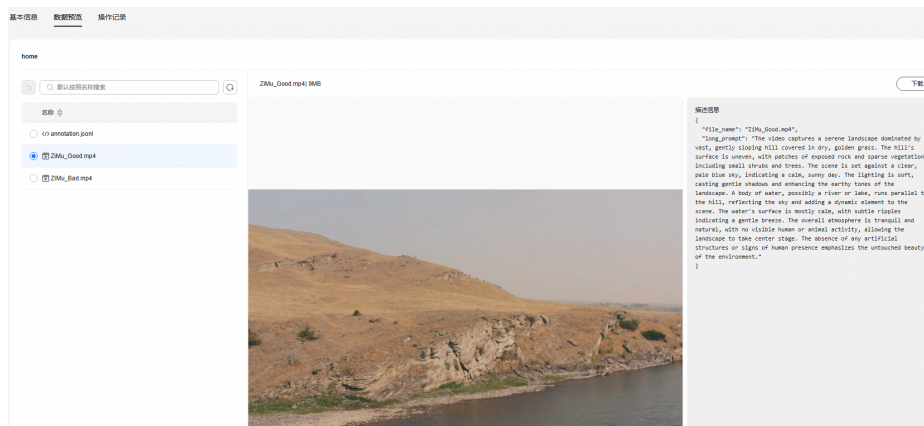 基本信息 数据预览 操作记录
home
默认按照名称搜索
名称
annotation.jsonl
ZiMu_Good.mp4
ZiMu_Bad.mp4
ZiMu_Good.mp4| 9MB
下载
描述信息
{
"file_name": "ZiMu_Good.mp4",
"long_prompt": "The video captures a serene landscape dominated by
vast, gently sloping hill covered in dry, golden grass. The hill's
surface is uneven, with patches of exposed rock and sparse vegetation
including small shrubs and trees. The scene is set against a clear,
pale blue sky, indicating a calm, sunny day. The lighting is soft,
casting gentle shadows and enhancing the earthy tones of the
landscape. A body of water, possibly a river or lake, runs parallel t
the hill, reflecting the sky and adding a dynamic element to the
scene. The water's surface is mostly calm, with subtle ripples
indicating a gentle breeze. The overall atmosphere is tranquil and
natural, with no visible human or animal activity, allowing the
landscape to take center stage. The absence of any artificial
structures or signs of human presence emphasizes the untouched beauty
of the environment."
}